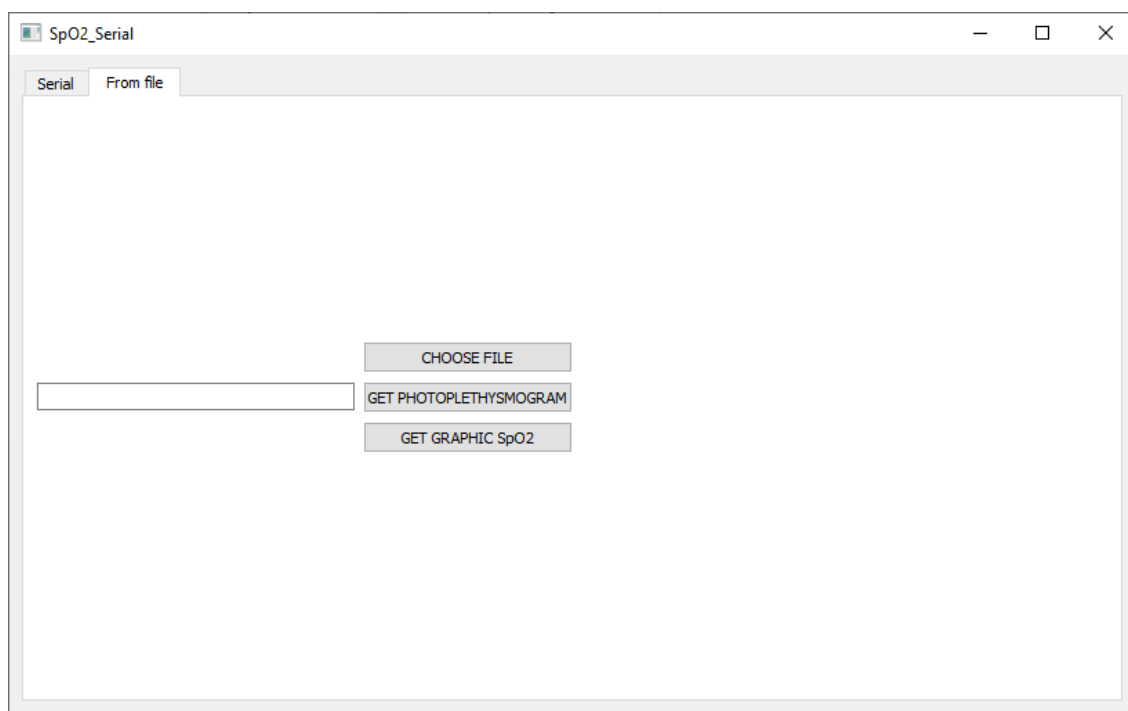 SpO2_Serial
Serial
From file
CHOOSE FILE
GET PHOTOPLETHYSMOGRAM
GET GRAPHIC SpO2